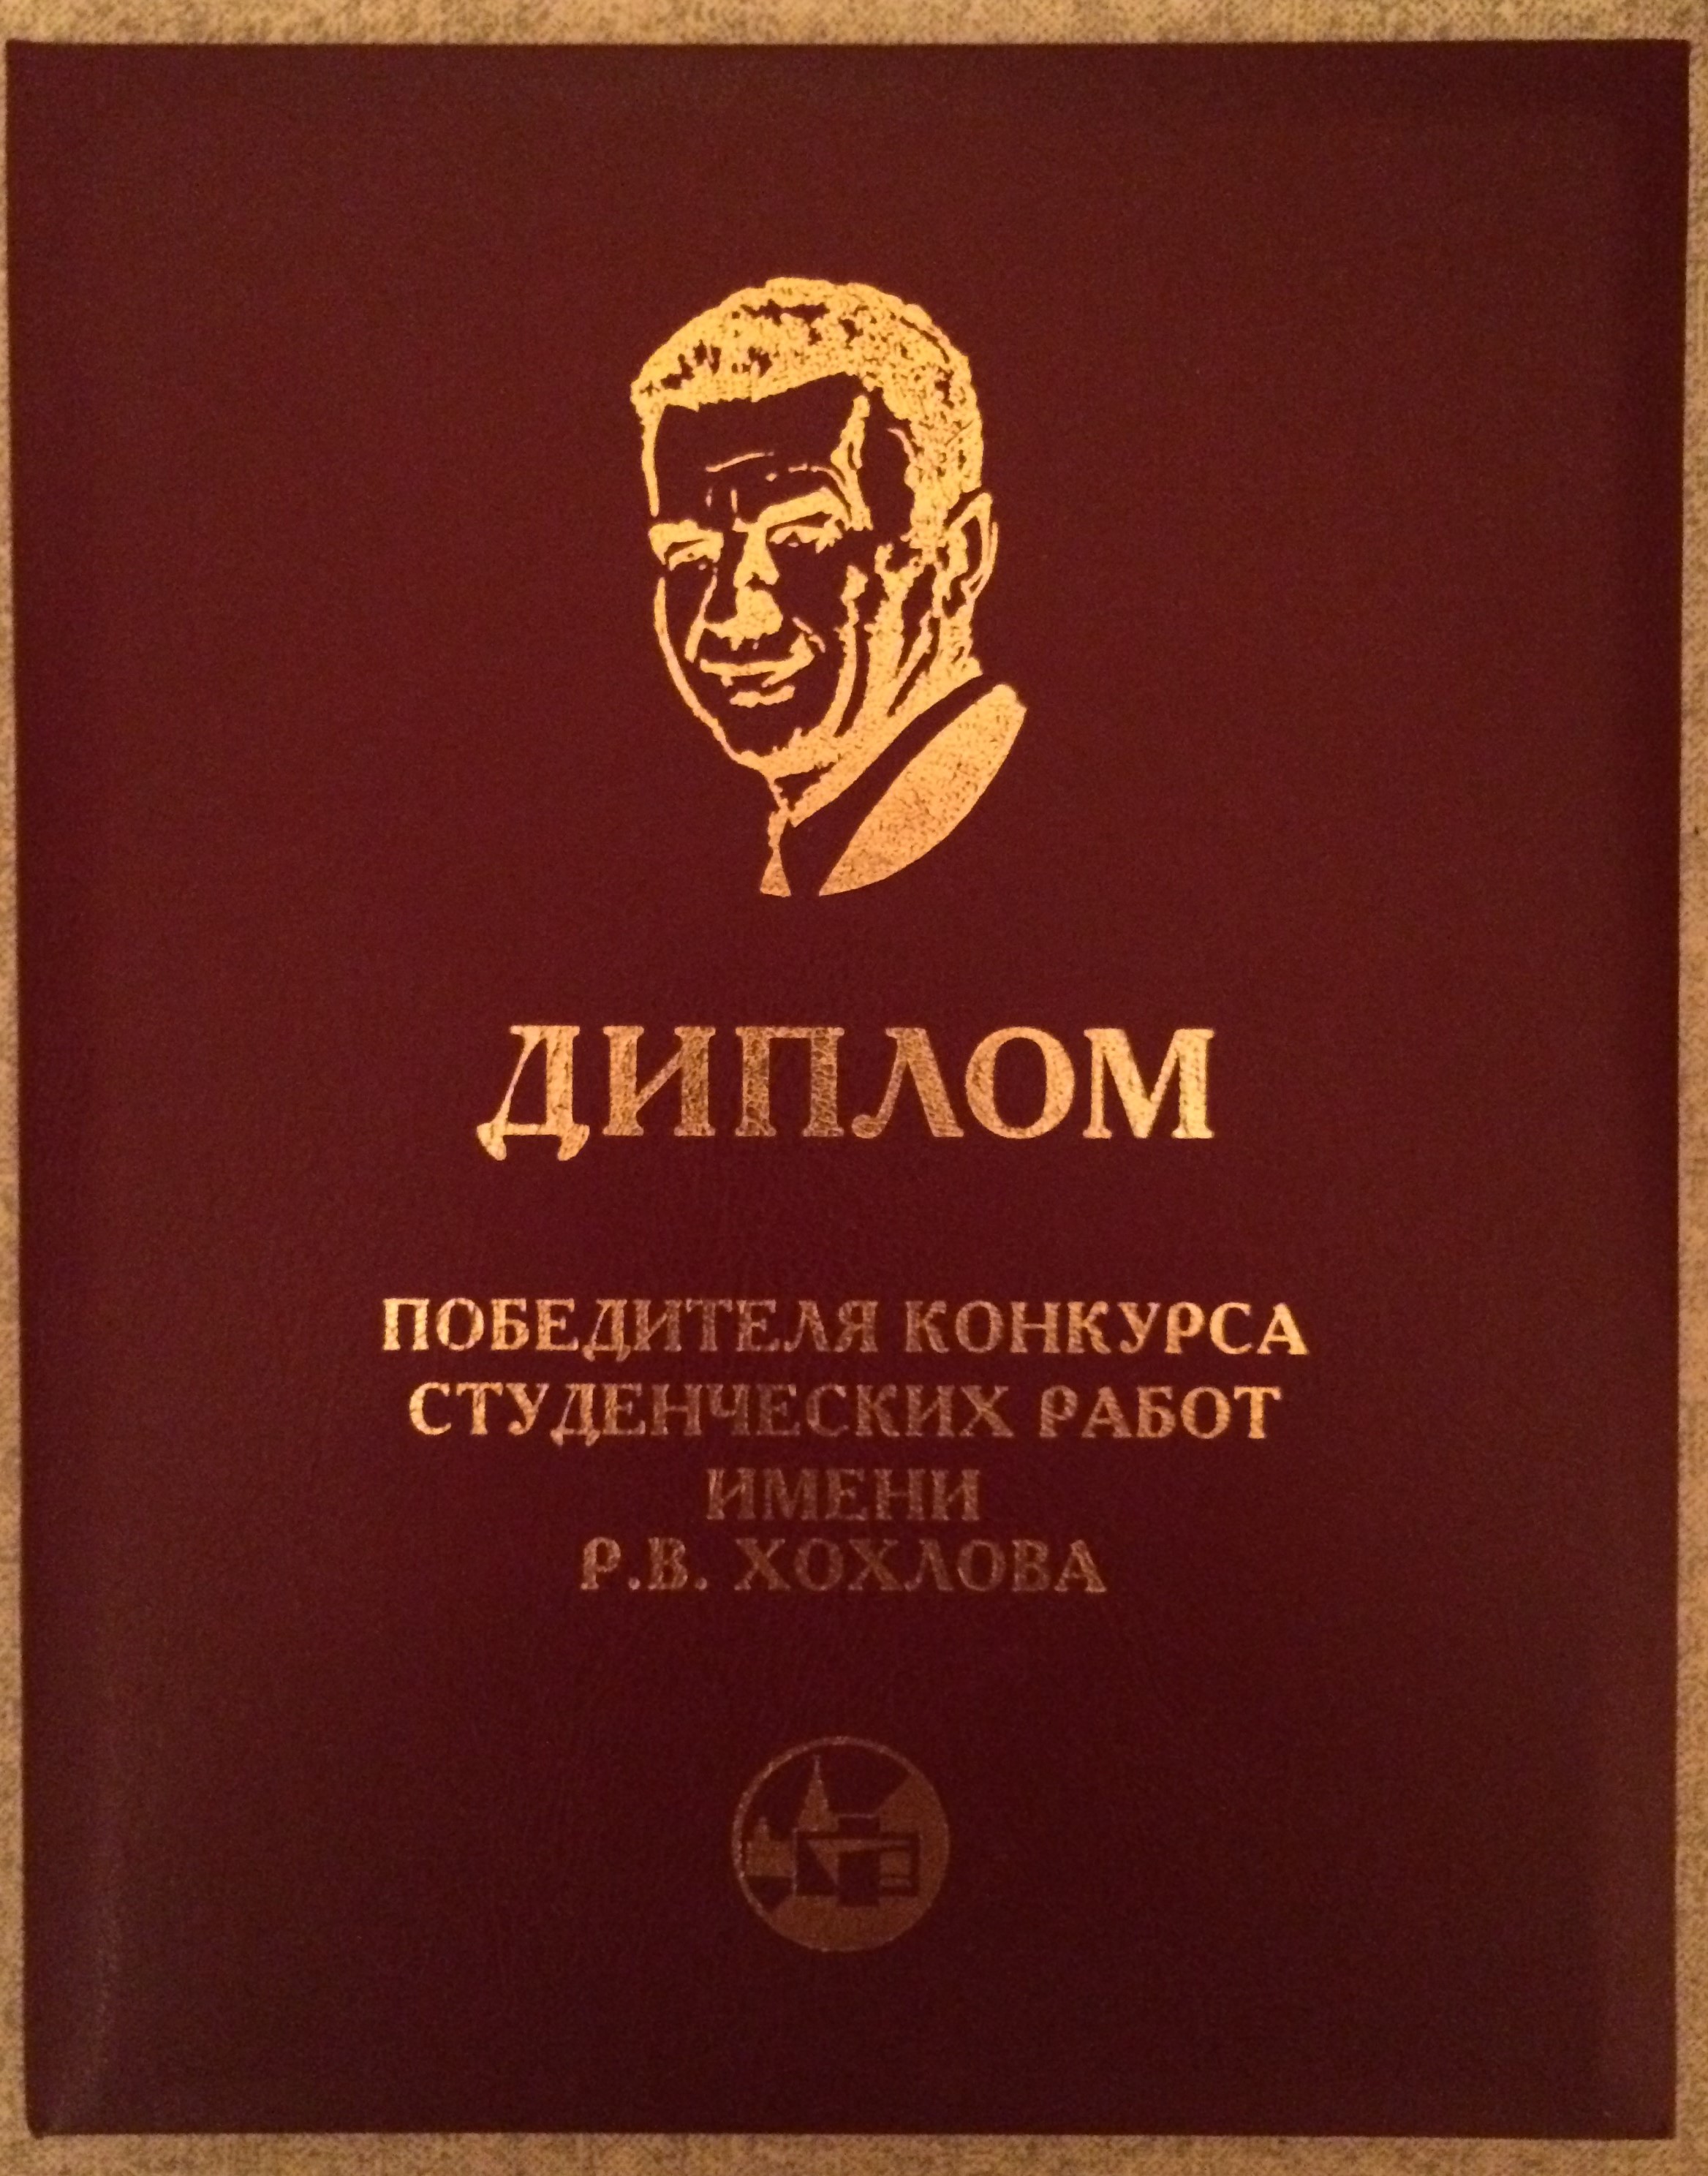 ДИПЛОМ
ПОБЕДИТЕЛЯ КОНКУРСА
СТУДЕНЧЕСКИХ РАБОТ
ИМЕНИ
Р.В. ХОХЛОВА